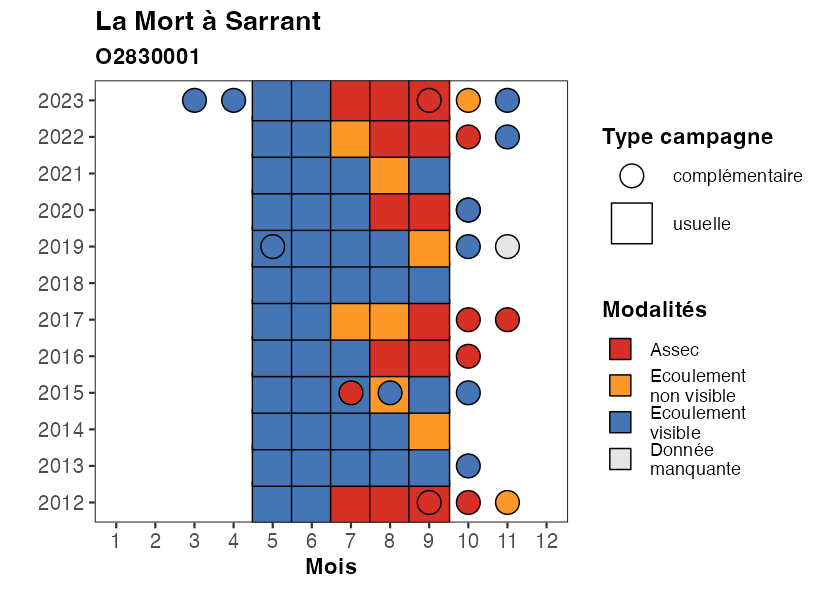 La Mort à Sarrant
O2830001
2023
2022
2021
2020
2019
2018
2017
2016
2015
2014
2013
2012
1 2 3 4 5 6 7 8 9 10 11 12
Mois
Type campagne
complémentaire
usuelle
Modalités
Assec
Ecoulement
non visible
Ecoulement
visible
Donnée
manquante